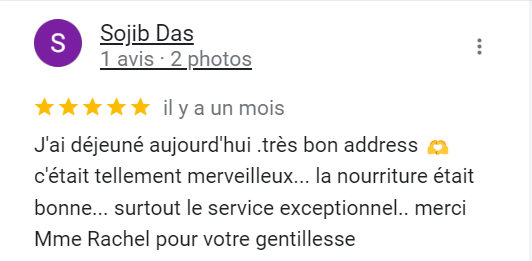 S
Sojib Das
1 avis · 2 photos
il y a un mois
J'ai déjeuné aujourd'hui .très bon address 🫶
c'était tellement merveilleux... la nourriture était
bonne... surtout le service exceptionnel.. merci
Mme Rachel pour votre gentillesse